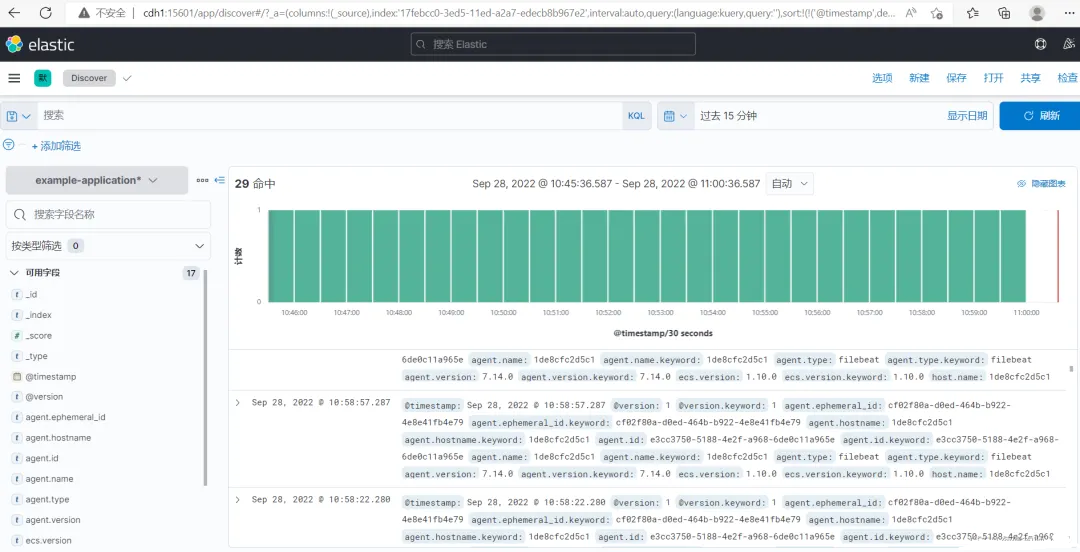 不安全 cdh1:15601/app/discover#/?_a=(columns:!(_source),index:'17febcc0-3ed5-11ed-a2a7-edecb8b967e2',interval:auto,query:(language:kuery,query:''),sort:!(!('@timestamp',de...
elastic 搜索 Elastic
默 Discover 选项 新建 保存 打开 共享 检查
搜索 KQL 过去 15 分钟 显示日期 刷新
+ 添加筛选
example-application*
29 命中 Sep 28, 2022 @ 10:45:36.587 - Sep 28, 2022 @ 11:00:36.587 自动 隐藏图表
搜索字段名称
按类型筛选 0
可用字段 17
t _id
t _index
# _score
t _type
@timestamp
t @version
t agent.ephemeral_id
t agent.hostname
t agent.id
t agent.name
t agent.type
t agent.version
t ecs.version
计数
1
0
10:46:00 10:47:00 10:48:00 10:49:00 10:50:00 10:51:00 10:52:00 10:53:00 10:54:00 10:55:00 10:56:00 10:57:00 10:58:00 10:59:00 11:00:00
@timestamp/30 seconds
6de0c11a965e agent.name: 1de8cfc2d5c1 agent.name.keyword: 1de8cfc2d5c1 agent.type: filebeat agent.type.keyword: filebeat
agent.version: 7.14.0 agent.version.keyword: 7.14.0 ecs.version: 1.10.0 ecs.version.keyword: 1.10.0 host.name: 1de8cfc2d5c1
Sep 28, 2022 @ 10:58:57.287 @timestamp: Sep 28, 2022 @ 10:58:57.287 @version: 1 @version.keyword: 1 agent.ephemeral_id: cf02f80a-d0ed-464b-b922-
4e8e41fb4e79 agent.ephemeral_id.keyword: cf02f80a-d0ed-464b-b922-4e8e41fb4e79 agent.hostname: 1de8cfc2d5c1
agent.hostname.keyword: 1de8cfc2d5c1 agent.id: e3cc3750-5188-4e2f-a968-6de0c11a965e agent.id.keyword: e3cc3750-5188-4e2f-a968-
6de0c11a965e agent.name: 1de8cfc2d5c1 agent.name.keyword: 1de8cfc2d5c1 agent.type: filebeat agent.type.keyword: filebeat
agent.version: 7.14.0 agent.version.keyword: 7.14.0 ecs.version: 1.10.0 ecs.version.keyword: 1.10.0 host.name: 1de8cfc2d5c1
Sep 28, 2022 @ 10:58:22.280 @timestamp: Sep 28, 2022 @ 10:58:22.280 @version: 1 @version.keyword: 1 agent.ephemeral_id: cf02f80a-d0ed-464b-b922-
4e8e41fb4e79 agent.ephemeral_id.keyword: cf02f80a-d0ed-464b-b922-4e8e41fb4e79 agent.hostname: 1de8cfc2d5c1
agent.hostname.keyword: 1de8cfc2d5c1 agent.id: e3cc3750-5188-4e2f-a968-6de0c11a965e agent.id.keyword: